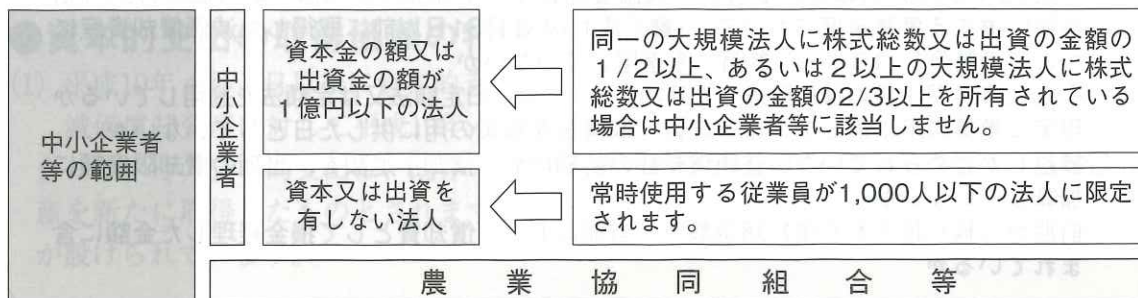 中小企業者
等の範囲
中小企業者
資本金の額又は
出資金の額が
1億円以下の法人
同一の大規模法人に株式総数又は出資の金額の
1/2以上、あるいは2以上の大規模法人に株式
総数又は出資の金額の2/3以上を所有されている
場合は中小企業者等に該当しません。
資本又は出資を
有しない法人
常時使用する従業員が1,000人以下の法人に限定
されます。
農業協同組合等